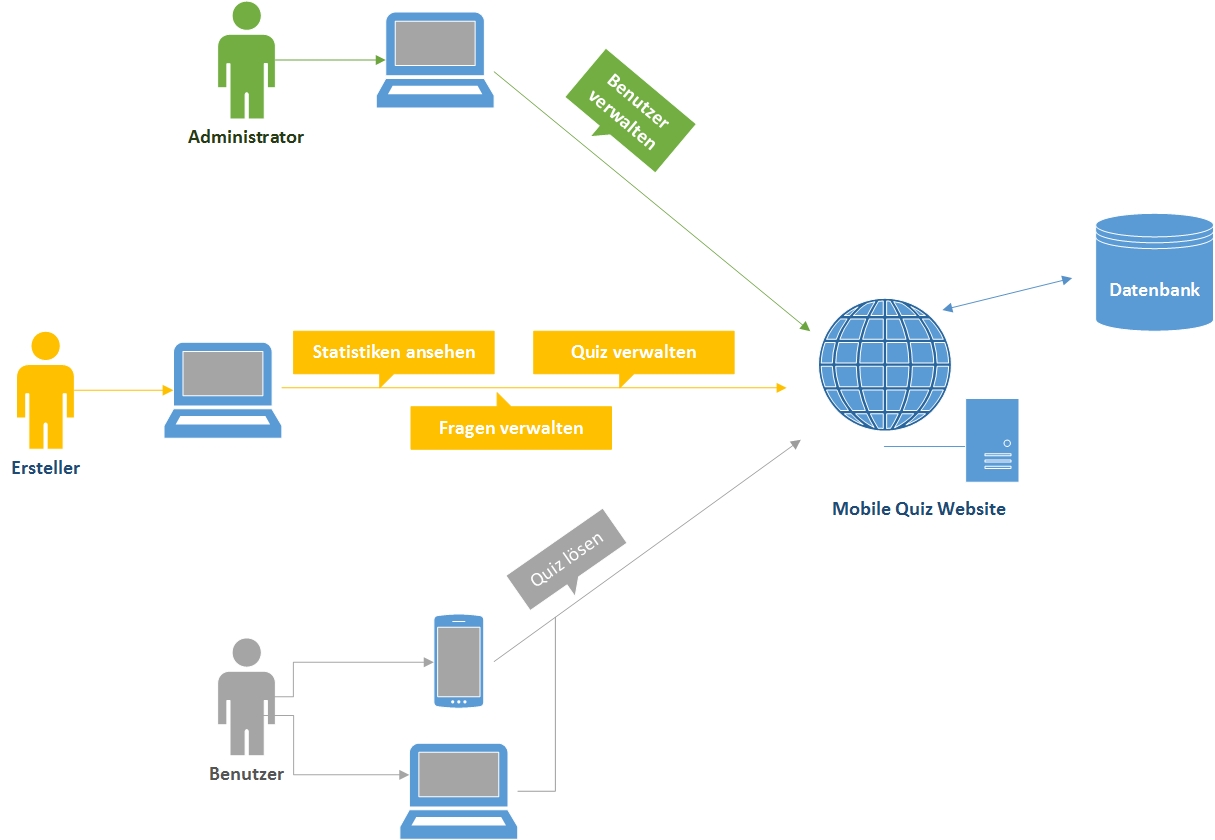 Benutzer
verwalten
Administrator
Datenbank
Statistiken ansehen
Quiz verwalten
Fragen verwalten
Ersteller
Mobile Quiz Website
Quiz lösen
Benutzer